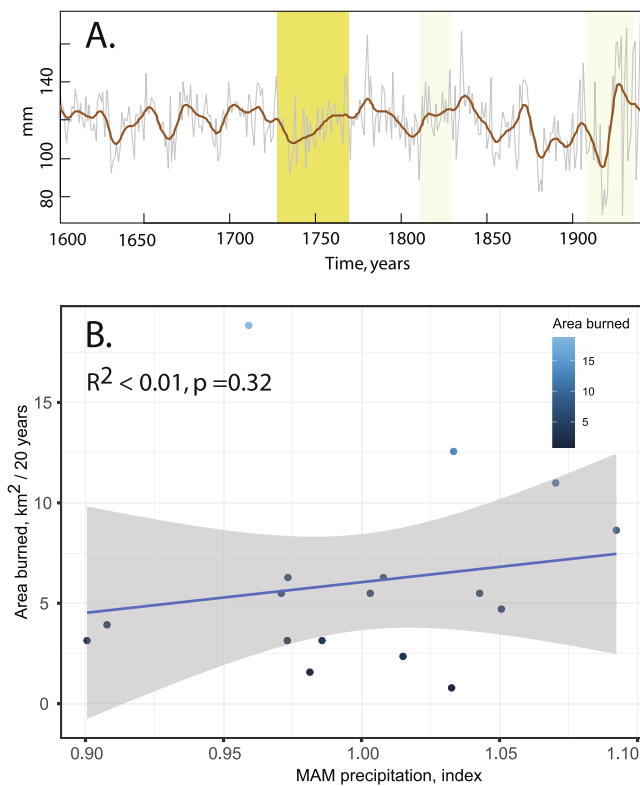 A.
140
100
80
mm
1600 1650 1700 1750 1800 1850 1900
Time, years
B.
R² < 0.01, p =0.32
Area burned
15
10
5
15
10
5
0
Area burned, km² / 20 years
0.90 0.95 1.00 1.05 1.10
MAM precipitation, index